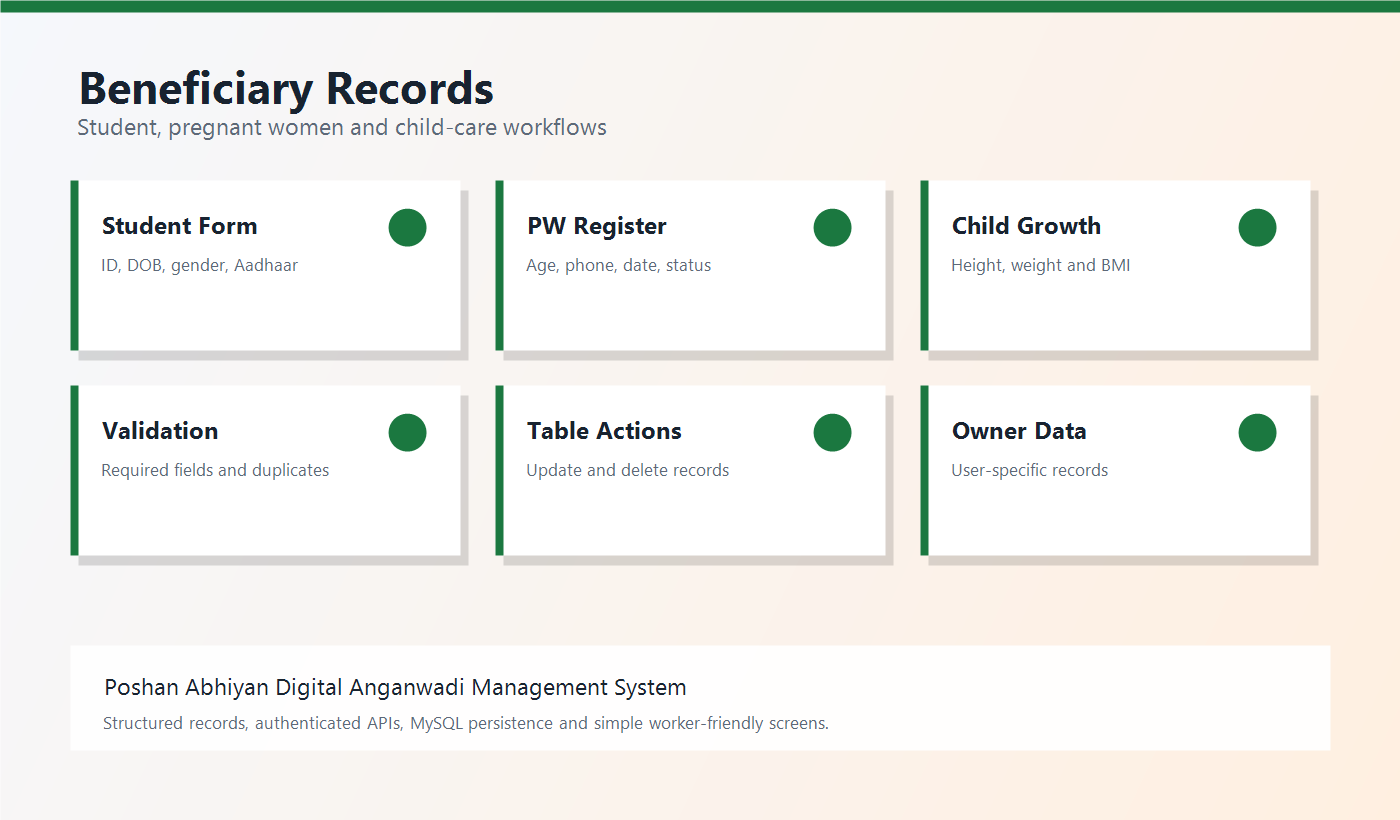 Beneficiary Records
Student, pregnant women and child-care workflows
Student Form
ID, DOB, gender, Aadhaar
PW Register
Age, phone, date, status
Child Growth
Height, weight and BMI
Validation
Required fields and duplicates
Table Actions
Update and delete records
Owner Data
User-specific records
Poshan Abhiyan Digital Anganwadi Management System
Structured records, authenticated APIs, MySQL persistence and simple worker-friendly screens.